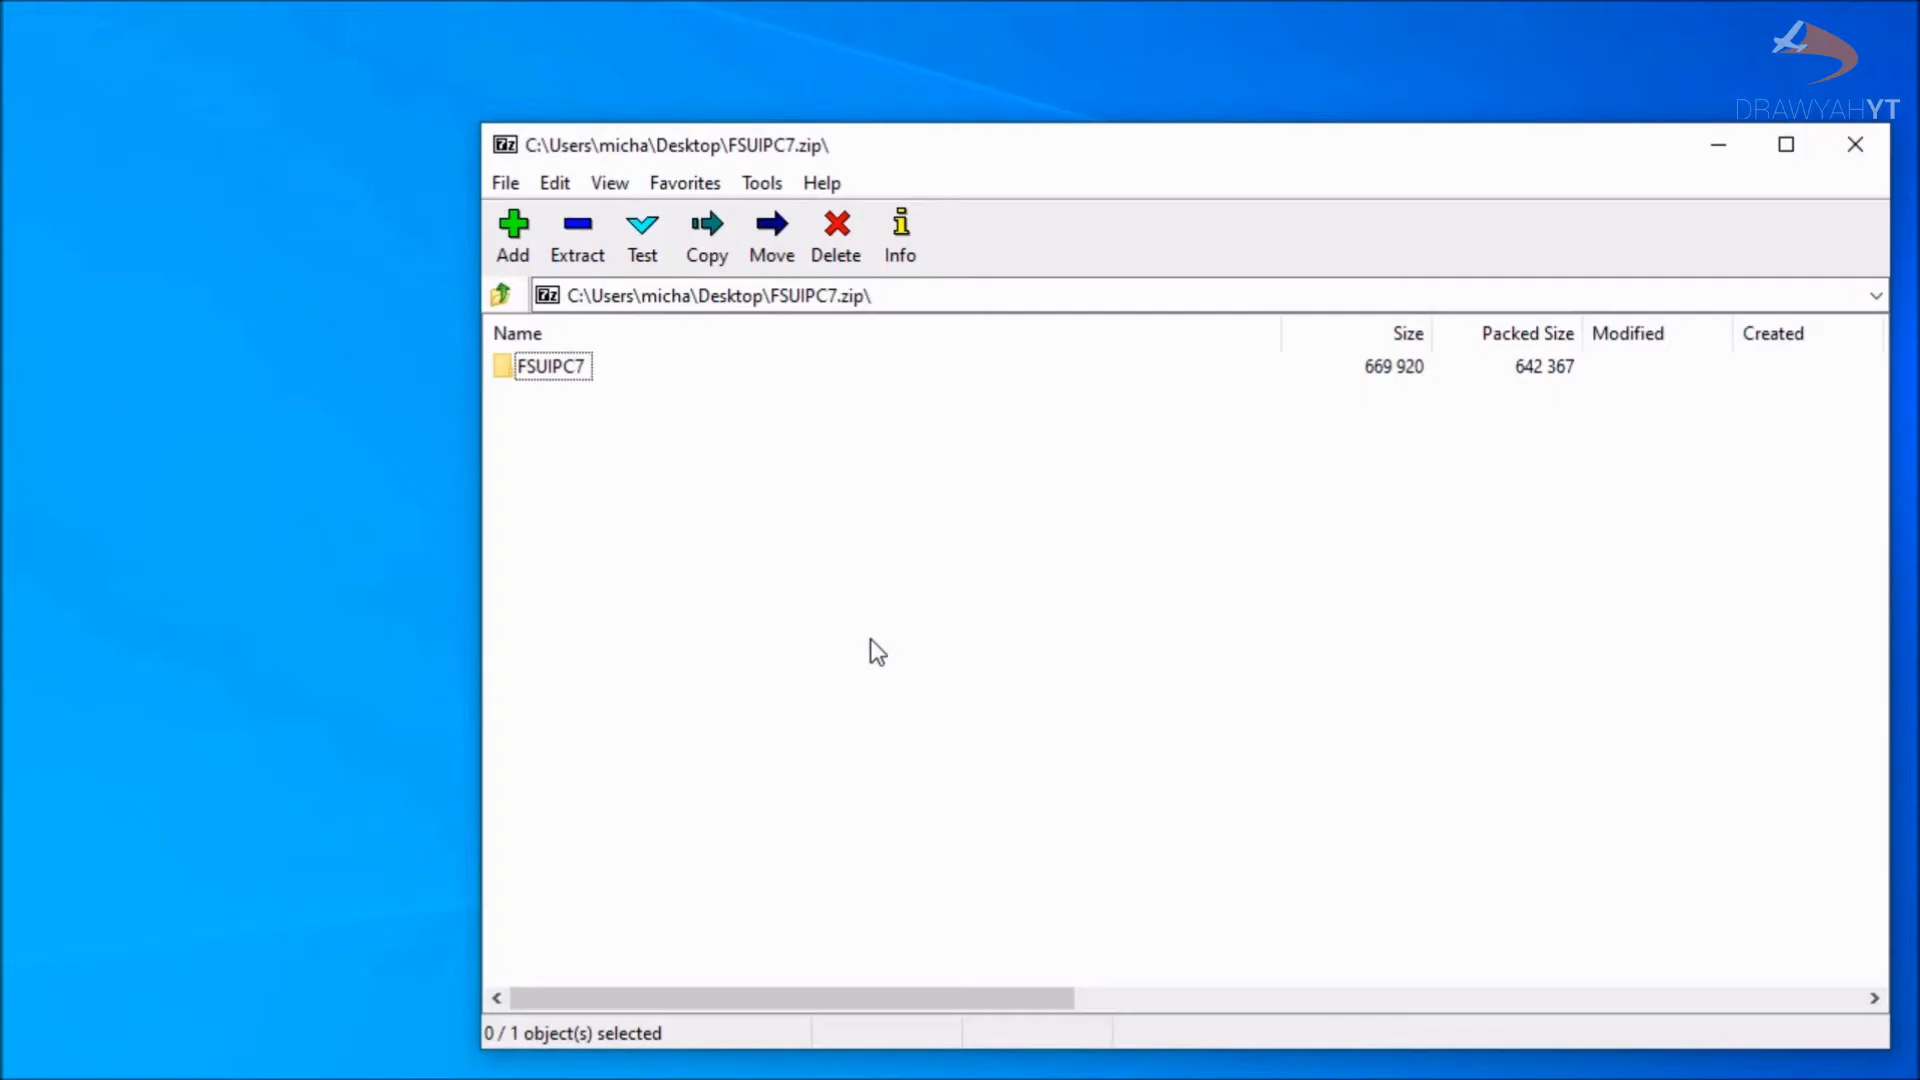 DRAWYAHYT
C:\Users\micha\Desktop\FSUIPC7.zip\
File Edit View Favorites Tools Help
Add Extract Test Copy Move Delete Info
C:\Users\micha\Desktop\FSUIPC7.zip\
Name Size Packed Size Modified Created
FSUIPC7 669 920 642 367
0 / 1 object(s) selected